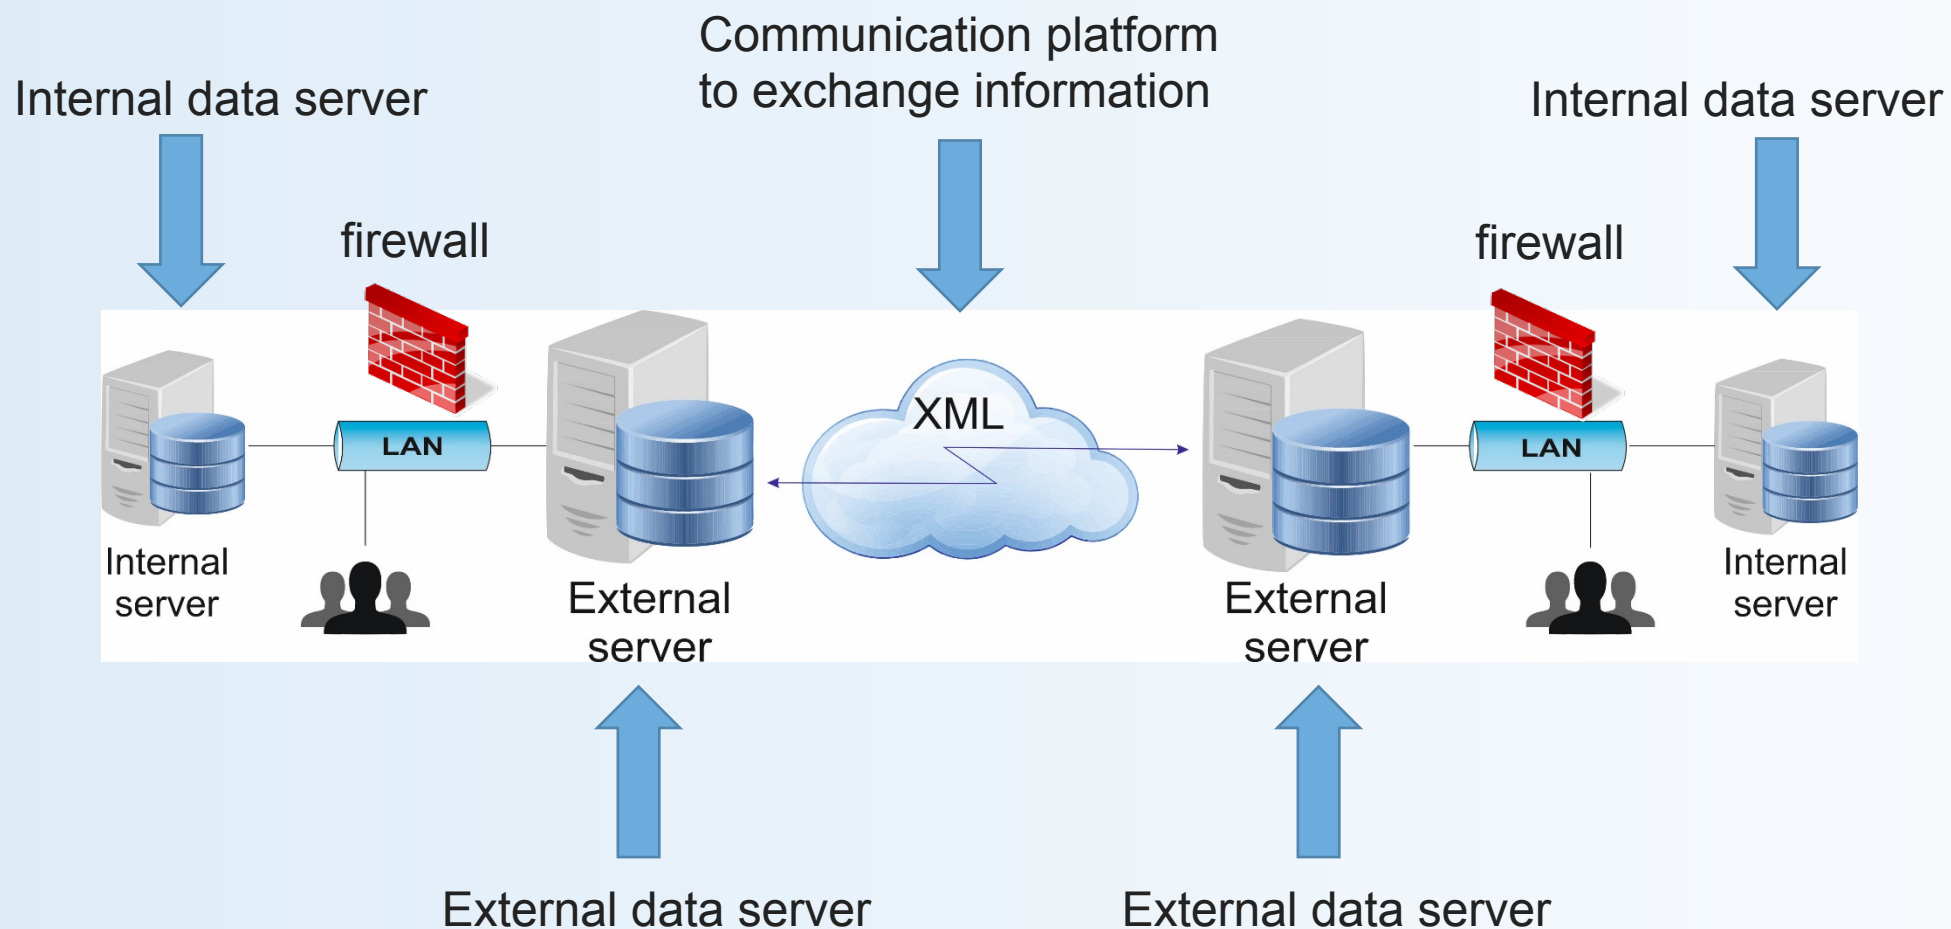 Communication platform
to exchange information
Internal data server
Internal data server
firewall
firewall
XML
LAN
LAN
Internal
server
External
server
External
server
Internal
server
External data server
External data server